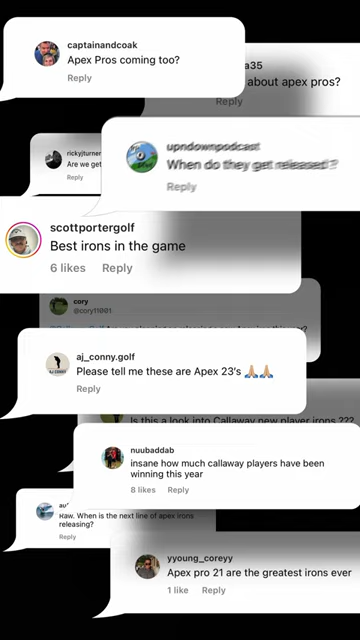 captainandcoak
Apex Pros coming too?
Reply
a35
about apex pros?
Reply
rickyjturner
Are we get
Reply
upndownpodcast
When do they get released?
Reply
scottportergolf
Best irons in the game
6 likes Reply
cory
@cory11001
aj_conny.golf
Please tell me these are Apex 23's 🙏🏼🙏🏼
Reply
Is this a look into Callaway new player irons ???
nuubaddab
insane how much callaway players have been
winning this year
8 likes Reply
Raw. When is the next line of apex irons
releasing?
Reply
yyoung_coreyy
Apex pro 21 are the greatest irons ever
1 like Reply